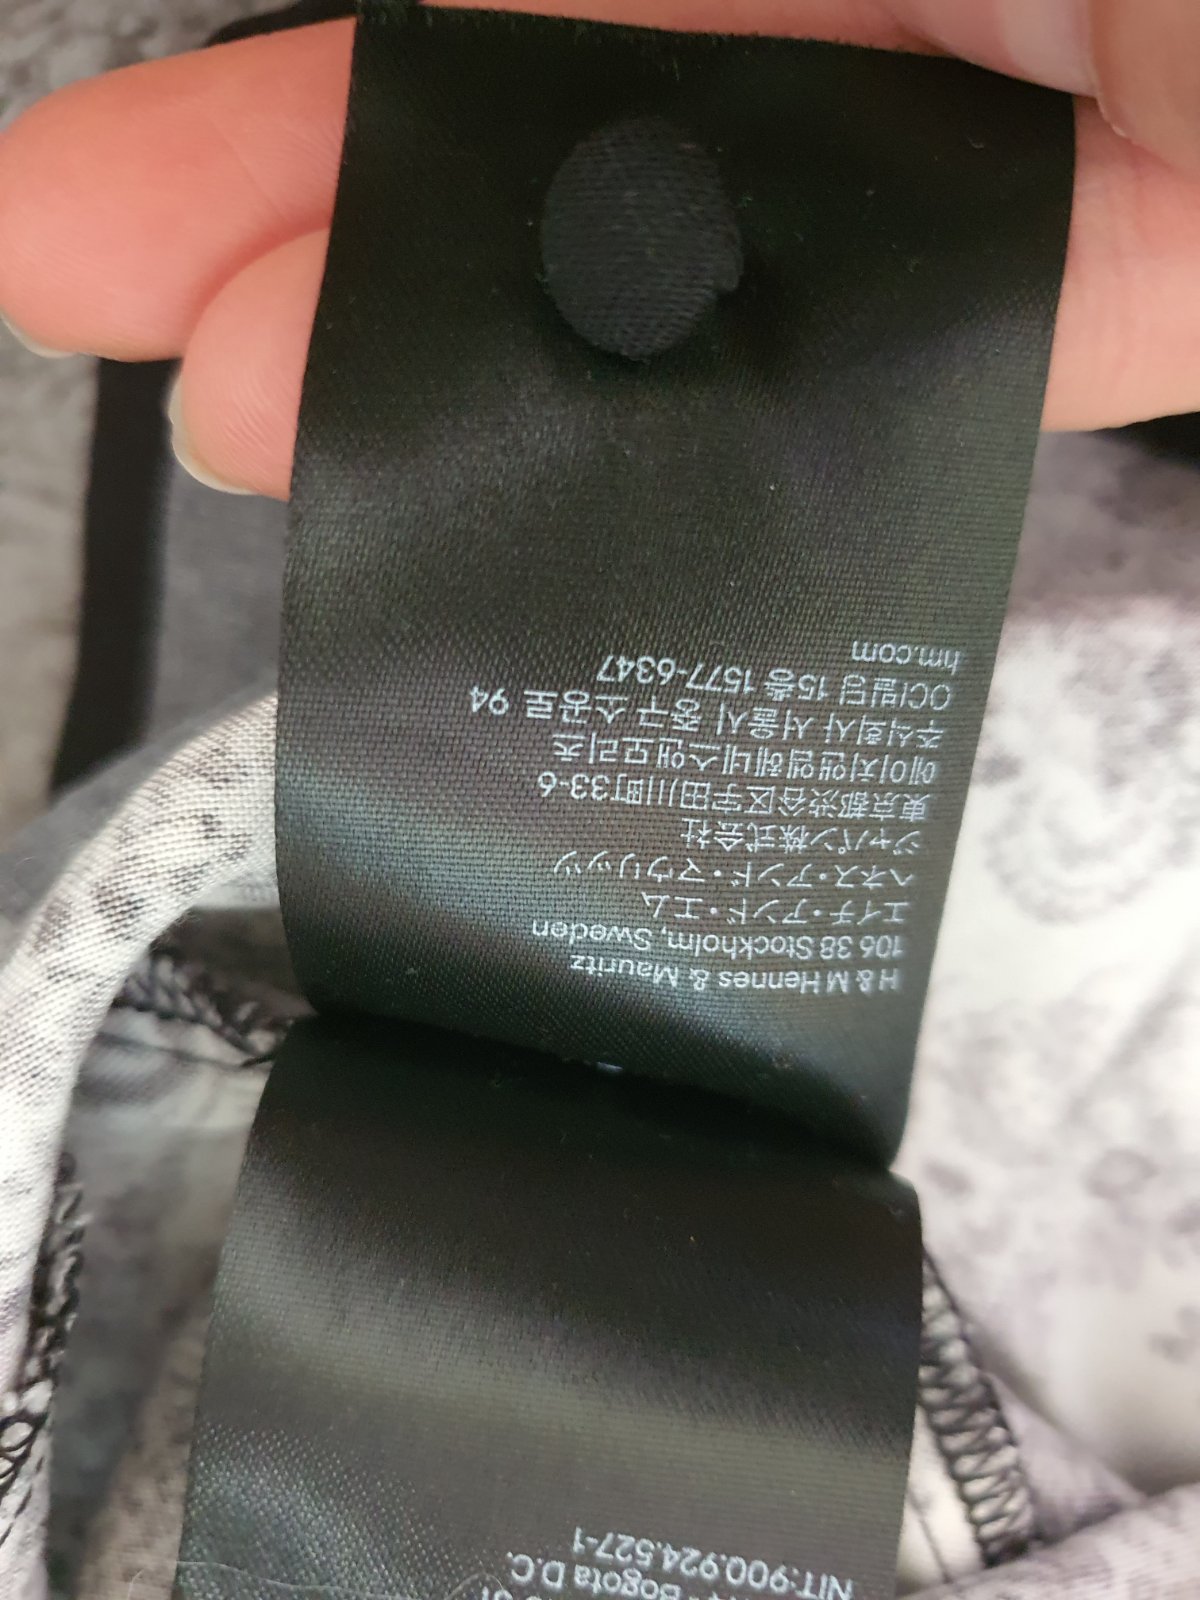 H & M Hennes & Mauritz
106 38 Stockholm, Sweden
エイチ・アンド・エム
ヘネス・アンド・マウリッツ
ジャパン株式会社
東京都渋谷区宇田川町33-6
에이치앤엠헤네스앤모리츠
주식회사 서울시 중구 소공로 94
OCI빌딩 15층 1577-6347
hm.com
Bogota D.C.
NIT:900.924.527-1